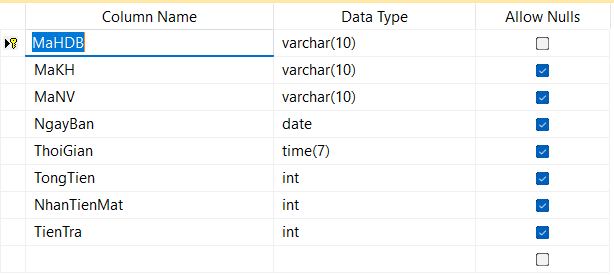 Column Name Data Type Allow Nulls
MaHDB varchar(10)
MaKH varchar(10)
MaNV varchar(10)
NgayBan date
ThoiGian time(7)
TongTien int
NhanTienMat int
TienTra int